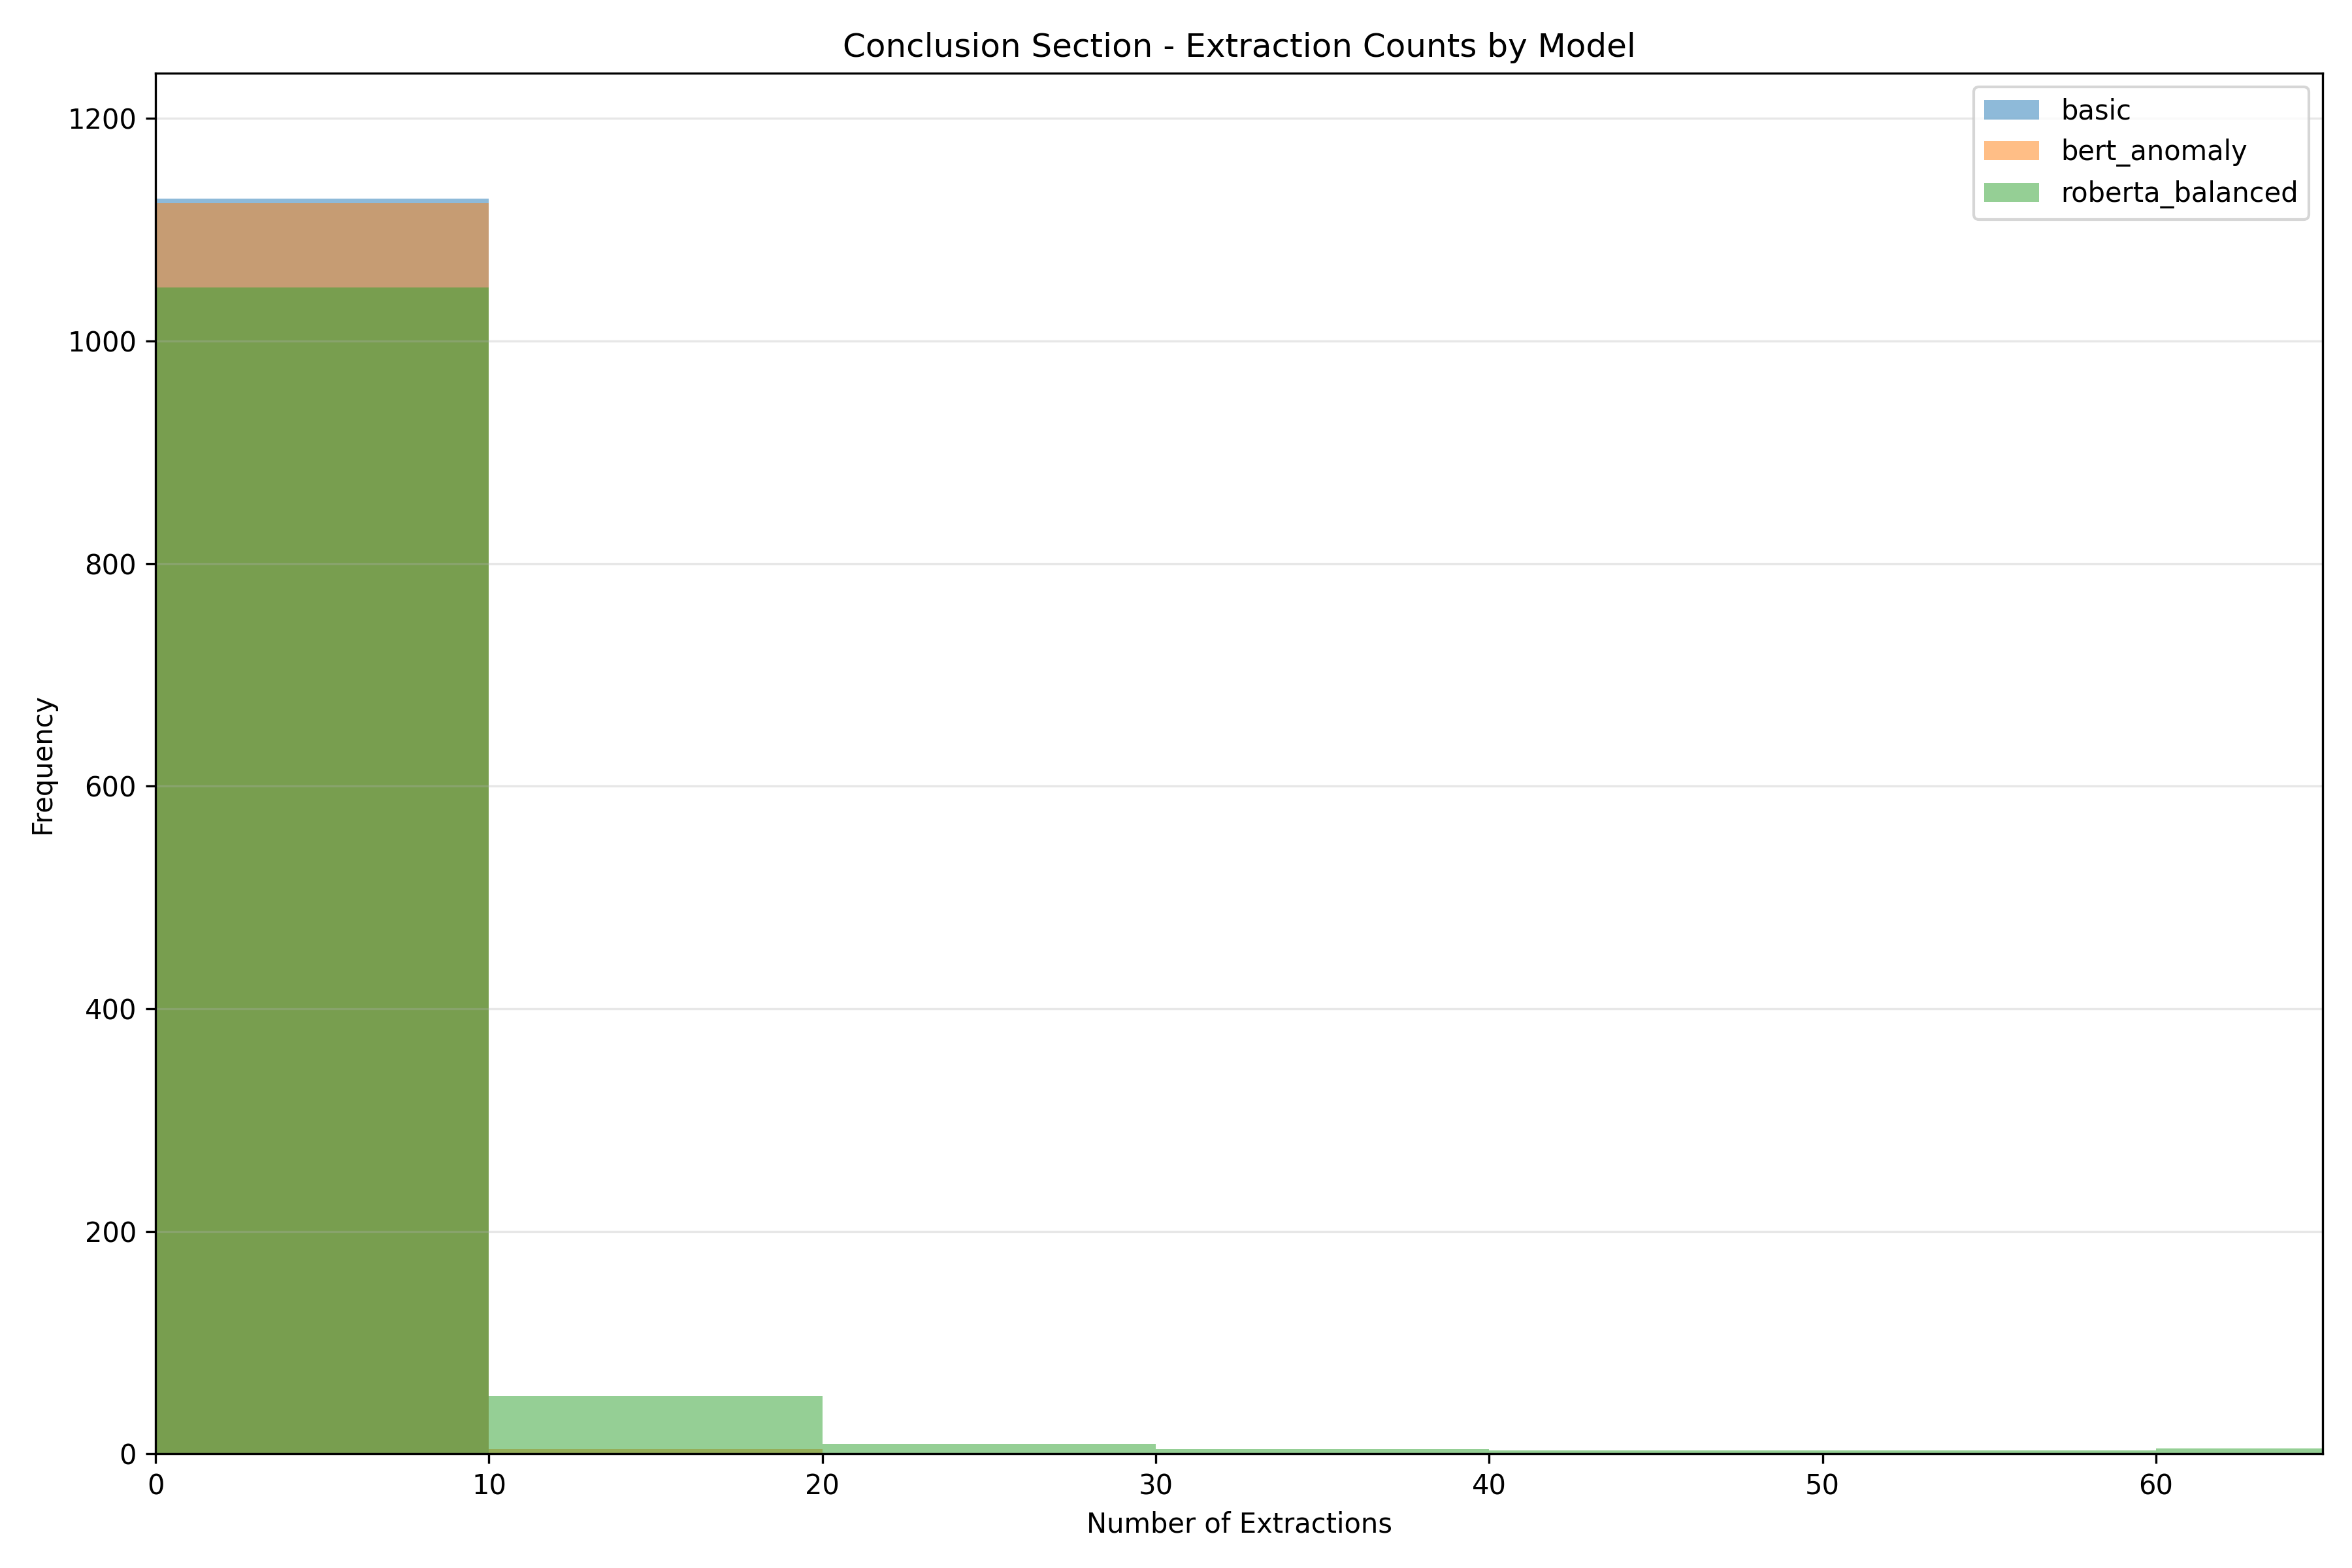 Conclusion Section - Extraction Counts by Model
basic
bert_anomaly
roberta_balanced
1200
1000
800
600
400
200
0
Frequency
0 10 20 30 40 50 60
Number of Extractions